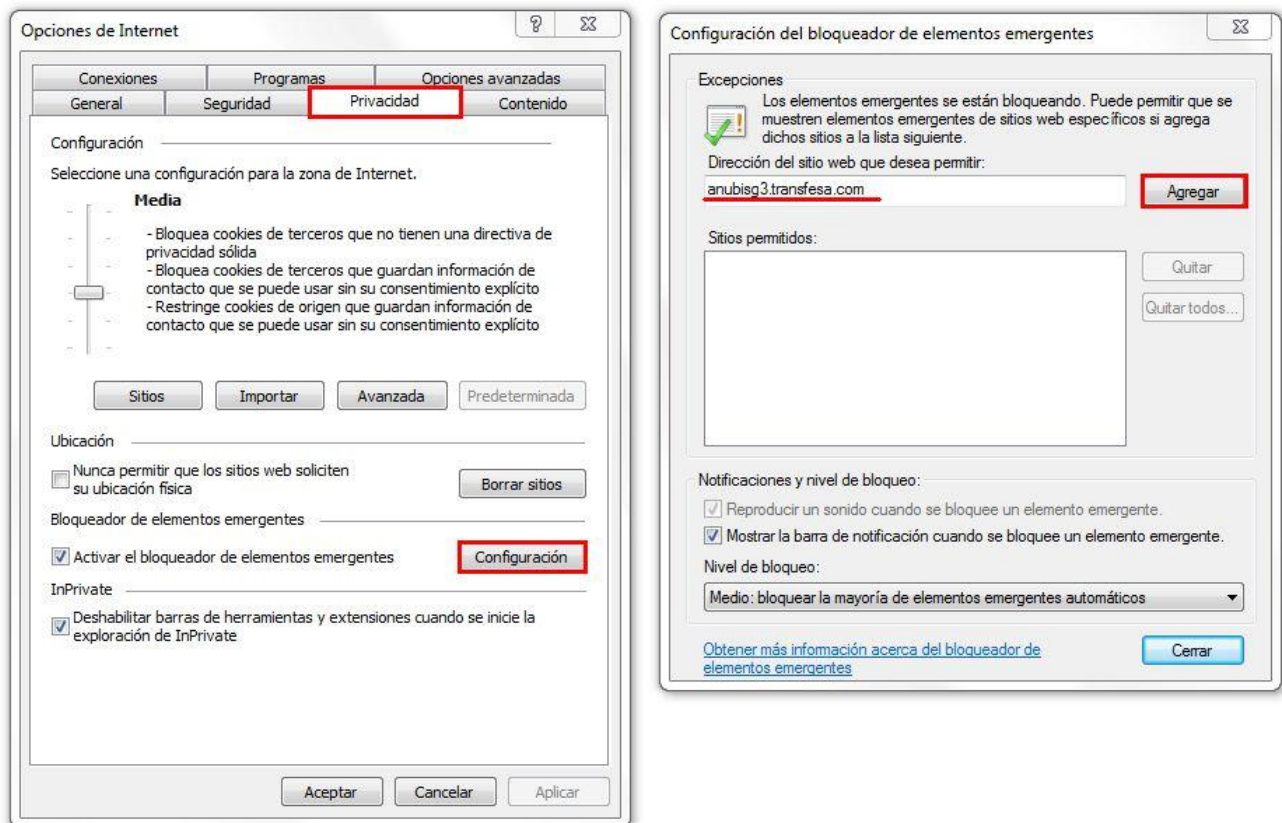 Opciones de Internet
Conexiones
Programas
Opciones avanzadas
General
Seguridad
Privacidad
Contenido
Configuración
Seleccione una configuración para la zona de Internet.
Media
- Bloquea cookies de terceros que no tienen una directiva de
privacidad sólida
- Bloquea cookies de terceros que guardan información de
contacto que se puede usar sin su consentimiento explícito
- Restringe cookies de origen que guardan información de
contacto que se puede usar sin su consentimiento explícito
Sitios
Importar
Avanzada
Predeterminada
Ubicación
Nunca permitir que los sitios web soliciten
su ubicación física
Borrar sitios
Bloqueador de elementos emergentes
Activar el bloqueador de elementos emergentes
Configuración
InPrivate
Deshabilitar barras de herramientas y extensiones cuando se inicie la
exploración de InPrivate
Aceptar
Cancelar
Aplicar
Configuración del bloqueador de elementos emergentes
Excepciones
Los elementos emergentes se están bloqueando. Puede permitir que se
muestren elementos emergentes de sitios web específicos si agrega
dichos sitios a la lista siguiente.
Dirección del sitio web que desea permitir:
anubisg3.transfesa.com
Agregar
Sitios permitidos:
Quitar
Quitar todos...
Notificaciones y nivel de bloqueo:
Reproducir un sonido cuando se bloquee un elemento emergente.
Mostrar la barra de notificación cuando se bloquee un elemento emergente.
Nivel de bloqueo:
Medio: bloquear la mayoría de elementos emergentes automáticos
Obtener más información acerca del bloqueador de
elementos emergentes
Cerrar